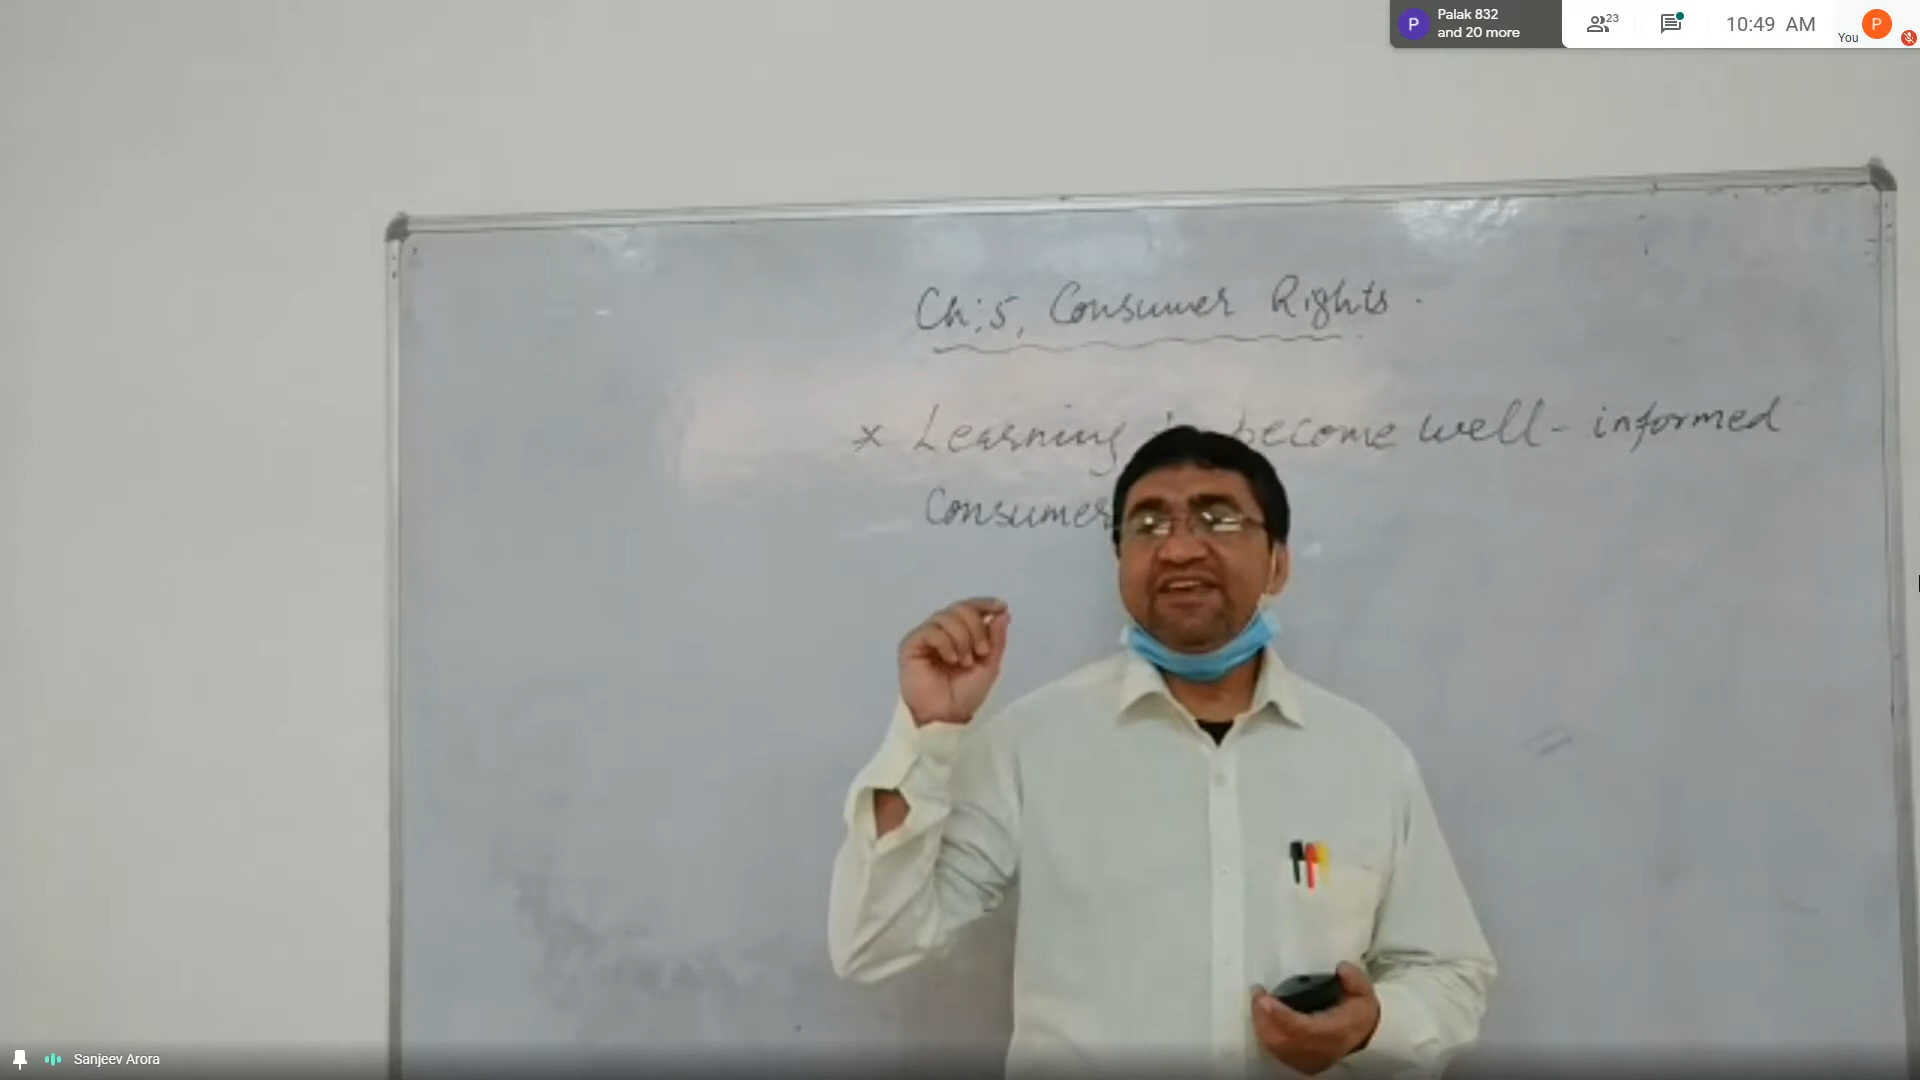 Palak 832
and 20 more
P
23
10:49 AM
You
P
Ch:5, Consumer Rights.
* Learning become well-informed
Consumer
Sanjeev Arora